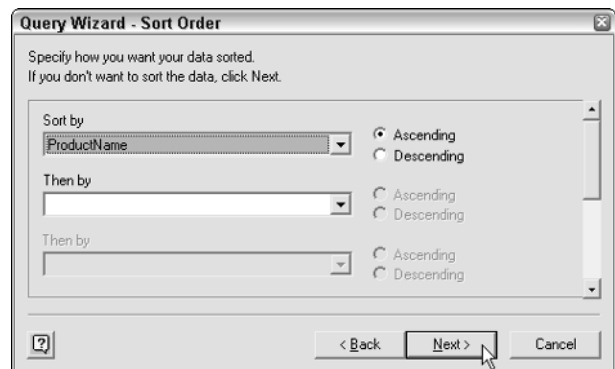 Query Wizard - Sort Order
Specify how you want your data sorted.
If you don't want to sort the data, click Next.
Sort by
ProductName
Ascending
Descending
Then by
Ascending
Descending
Then by
Ascending
Descending
< Back
Next >
Cancel